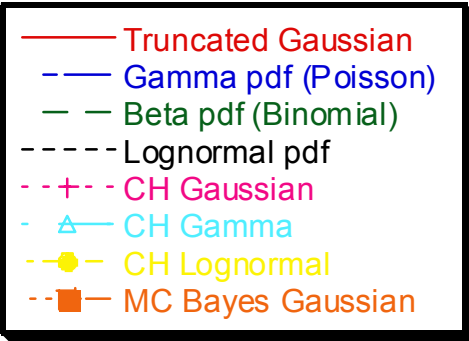 Truncated Gaussian
Gamma pdf (Poisson)
Beta pdf (Binomial)
Lognormal pdf
CH Gaussian
CH Gamma
CH Lognormal
MC Bayes Gaussian